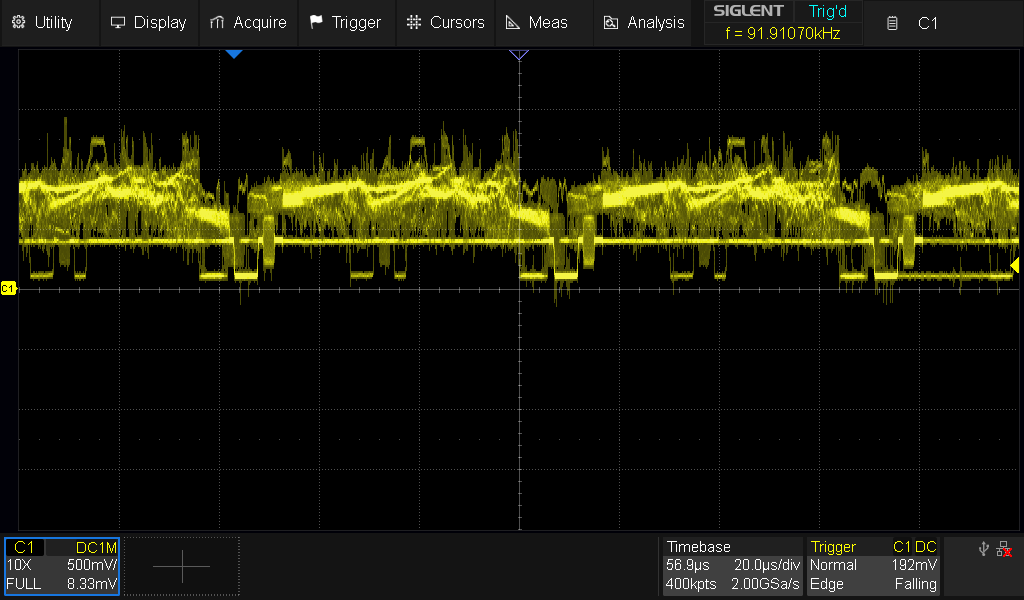 Utility
Display
Acquire
Trigger
Cursors
Meas
Analysis
SIGLENT
Trig'd
f = 91.91070kHz
C1
C1
C1
DC1M
10X
500mV/
FULL
8.33mV
Timebase
56.9µs
20.0µs/div
400kpts
2.00GSa/s
Trigger
C1 DC
Normal
192mV
Edge
Falling